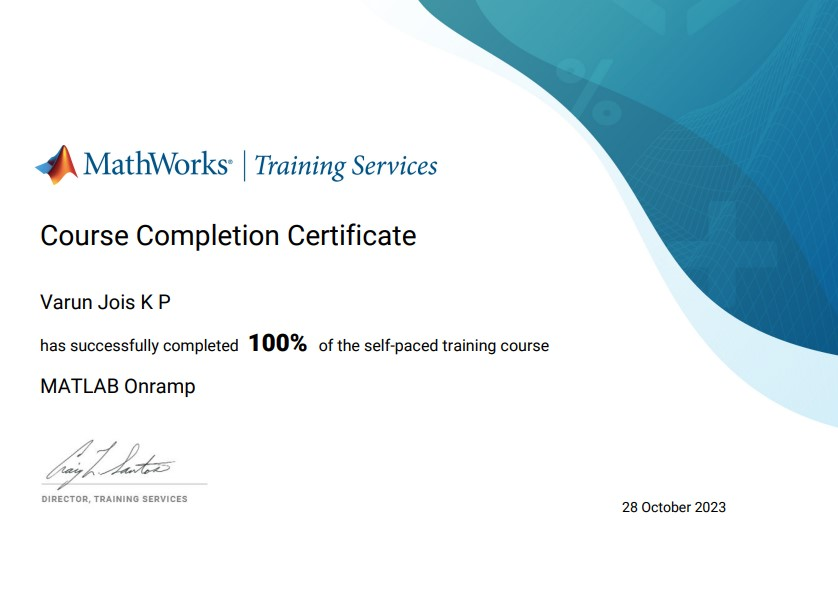 MathWorks® | Training Services
Course Completion Certificate
Varun Jois K P
has successfully completed 100% of the self-paced training course
MATLAB Onramp
Craig L. Santos
DIRECTOR, TRAINING SERVICES
28 October 2023